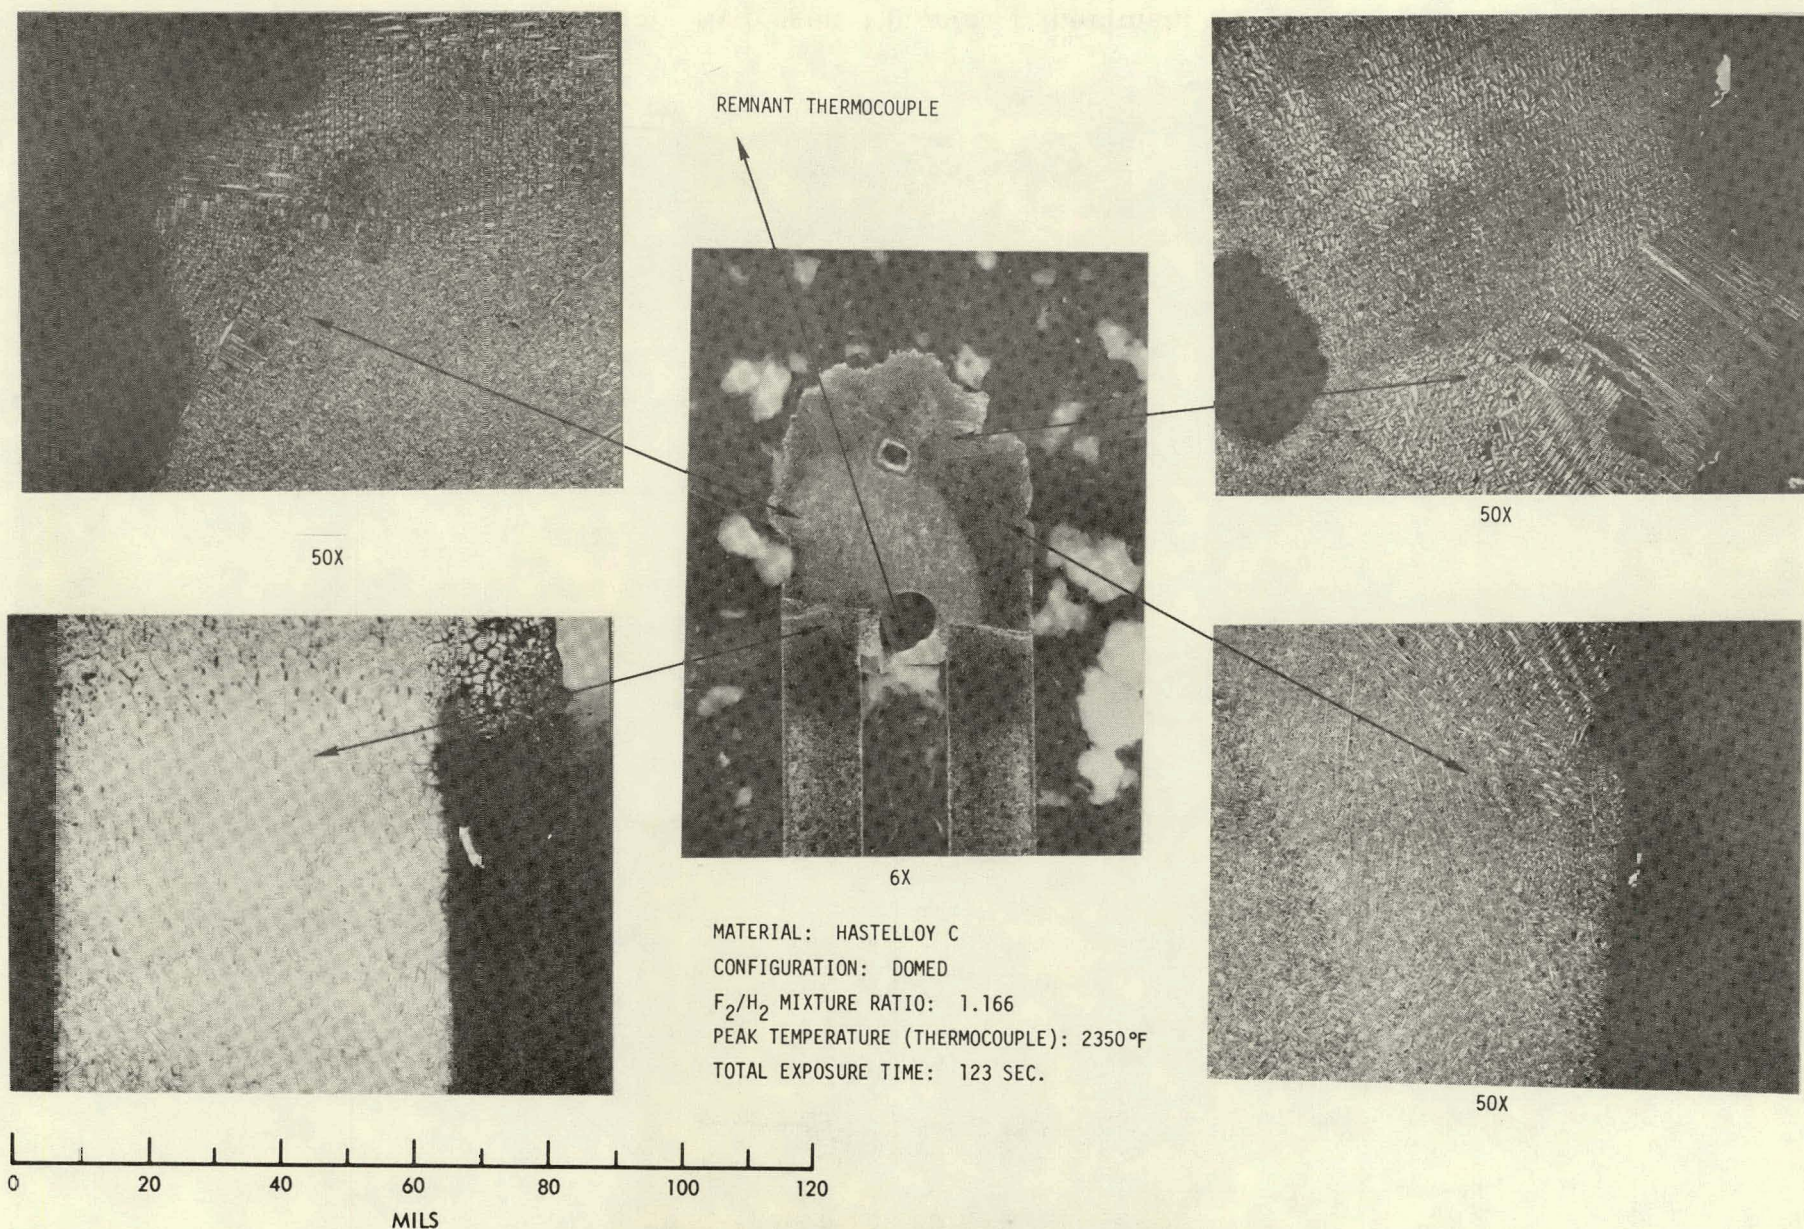 REMNANT THERMOCOUPLE
50X
50X
6X
MATERIAL: HASTELLOY C
CONFIGURATION: DOMED
F2/H2 MIXTURE RATIO: 1.166
PEAK TEMPERATURE (THERMOCOUPLE): 2350°F
TOTAL EXPOSURE TIME: 123 SEC.
50X
0 20 40 60 80 100 120
MILS